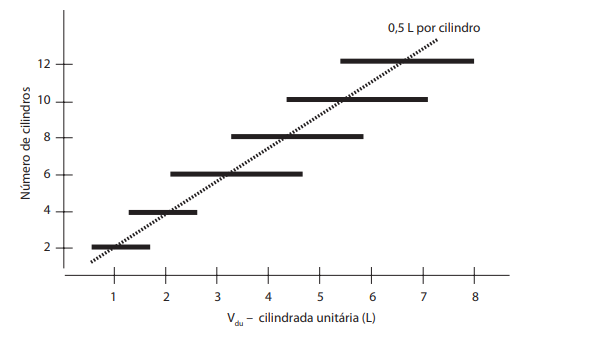 0,5 L por cilindro
12
10
8
6
4
2
Número de cilindros
1 2 3 4 5 6 7 8
Vdu – cilindrada unitária (L)